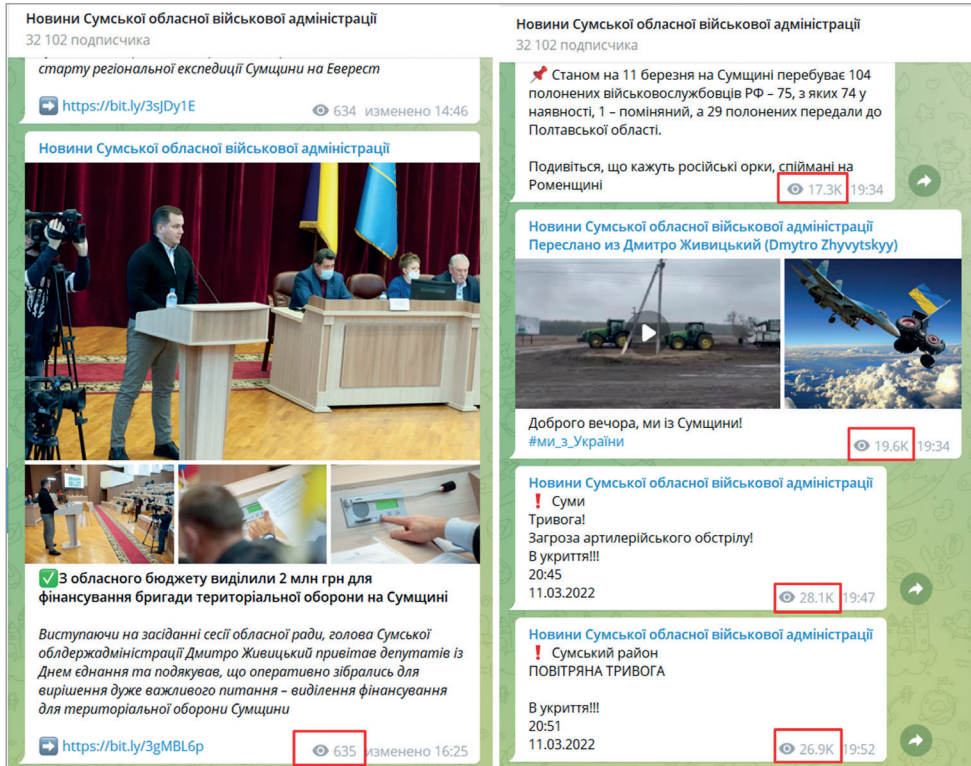 Новини Сумської обласної військової адміністрації
32 102 подписчика
старту регіональної експедиції Сумщини на Еверест
https://bit.ly/3sJDy1E
634 изменено 14:46
Новини Сумської обласної військової адміністрації
З обласного бюджету виділили 2 млн грн для
фінансування бригади територіальної оборони на Сумщині
Виступаючи на засіданні сесії обласної ради, голова Сумської
облдержадміністрації Дмитро Живицький привітав депутатів із
Днем єднання та подякував, що оперативно зібрались для
вирішення дуже важливого питання – виділення фінансування
для територіальної оборони Сумщини
https://bit.ly/3gMBL6p
635 изменено 16:25
Новини Сумської обласної військової адміністрації
32 102 подписчика
📌 Станом на 11 березня на Сумщині перебуває 104
полонених військовослужбовців РФ – 75, з яких 74 у
наявності, 1 – поміняний, а 29 полонених передали до
Полтавської області.
Подивіться, що кажуть російські орки, спіймані на
Роменщині
17.3K 19:34
Новини Сумської обласної військової адміністрації
Переслано из Дмитро Живицький (Dmytro Zhyvytskyy)
Доброго вечора, ми із Сумщини!
#ми_з_України
19.6K 19:34
Новини Сумської обласної військової адміністрації
❗ Суми
Тривога!
Загроза артилерійського обстрілу!
В укриття!!!
20:45
11.03.2022
28.1K 19:47
Новини Сумської обласної військової адміністрації
❗ Сумський район
ПОВІТРЯНА ТРИВОГА
В укриття!!!
20:51
11.03.2022
26.9K 19:52